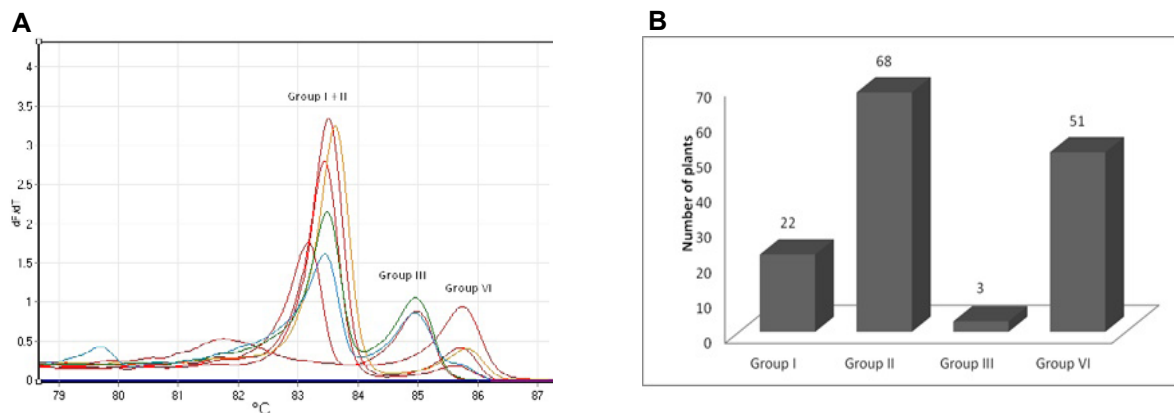 A
4
3.5
3
2.5
2
1.5
1
0.5
0
dF/dT
Group I + II
Group III
Group VI
79 80 81 82 83 84 85 86 87
°C
B
70
60
50
40
30
20
10
0
Number of plants
22
68
3
51
Group I Group II Group III Group VI